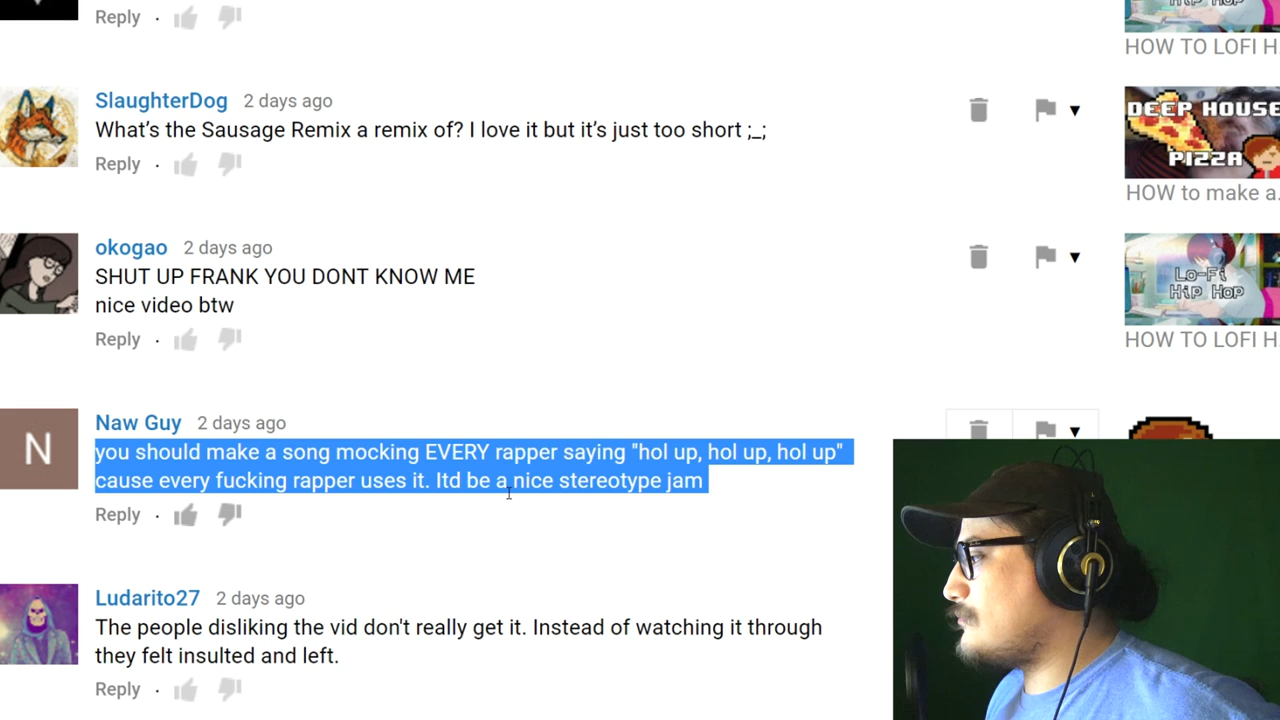 Reply ·
HIP HOP
HOW TO LOFI H.
SlaughterDog 2 days ago
What's the Sausage Remix a remix of? I love it but it's just too short ;_;
Reply ·
DEEP HOUSE
PIZZA
HOW to make a.
okogao 2 days ago
SHUT UP FRANK YOU DONT KNOW ME
nice video btw
Reply ·
Lo-Fi
Hip Hop
HOW TO LOFI H.
N
Naw Guy 2 days ago
you should make a song mocking EVERY rapper saying "hol up, hol up, hol up"
cause every fucking rapper uses it. Itd be a nice stereotype jam
Reply ·
Ludarito27 2 days ago
The people disliking the vid don't really get it. Instead of watching it through
they felt insulted and left.
Reply ·